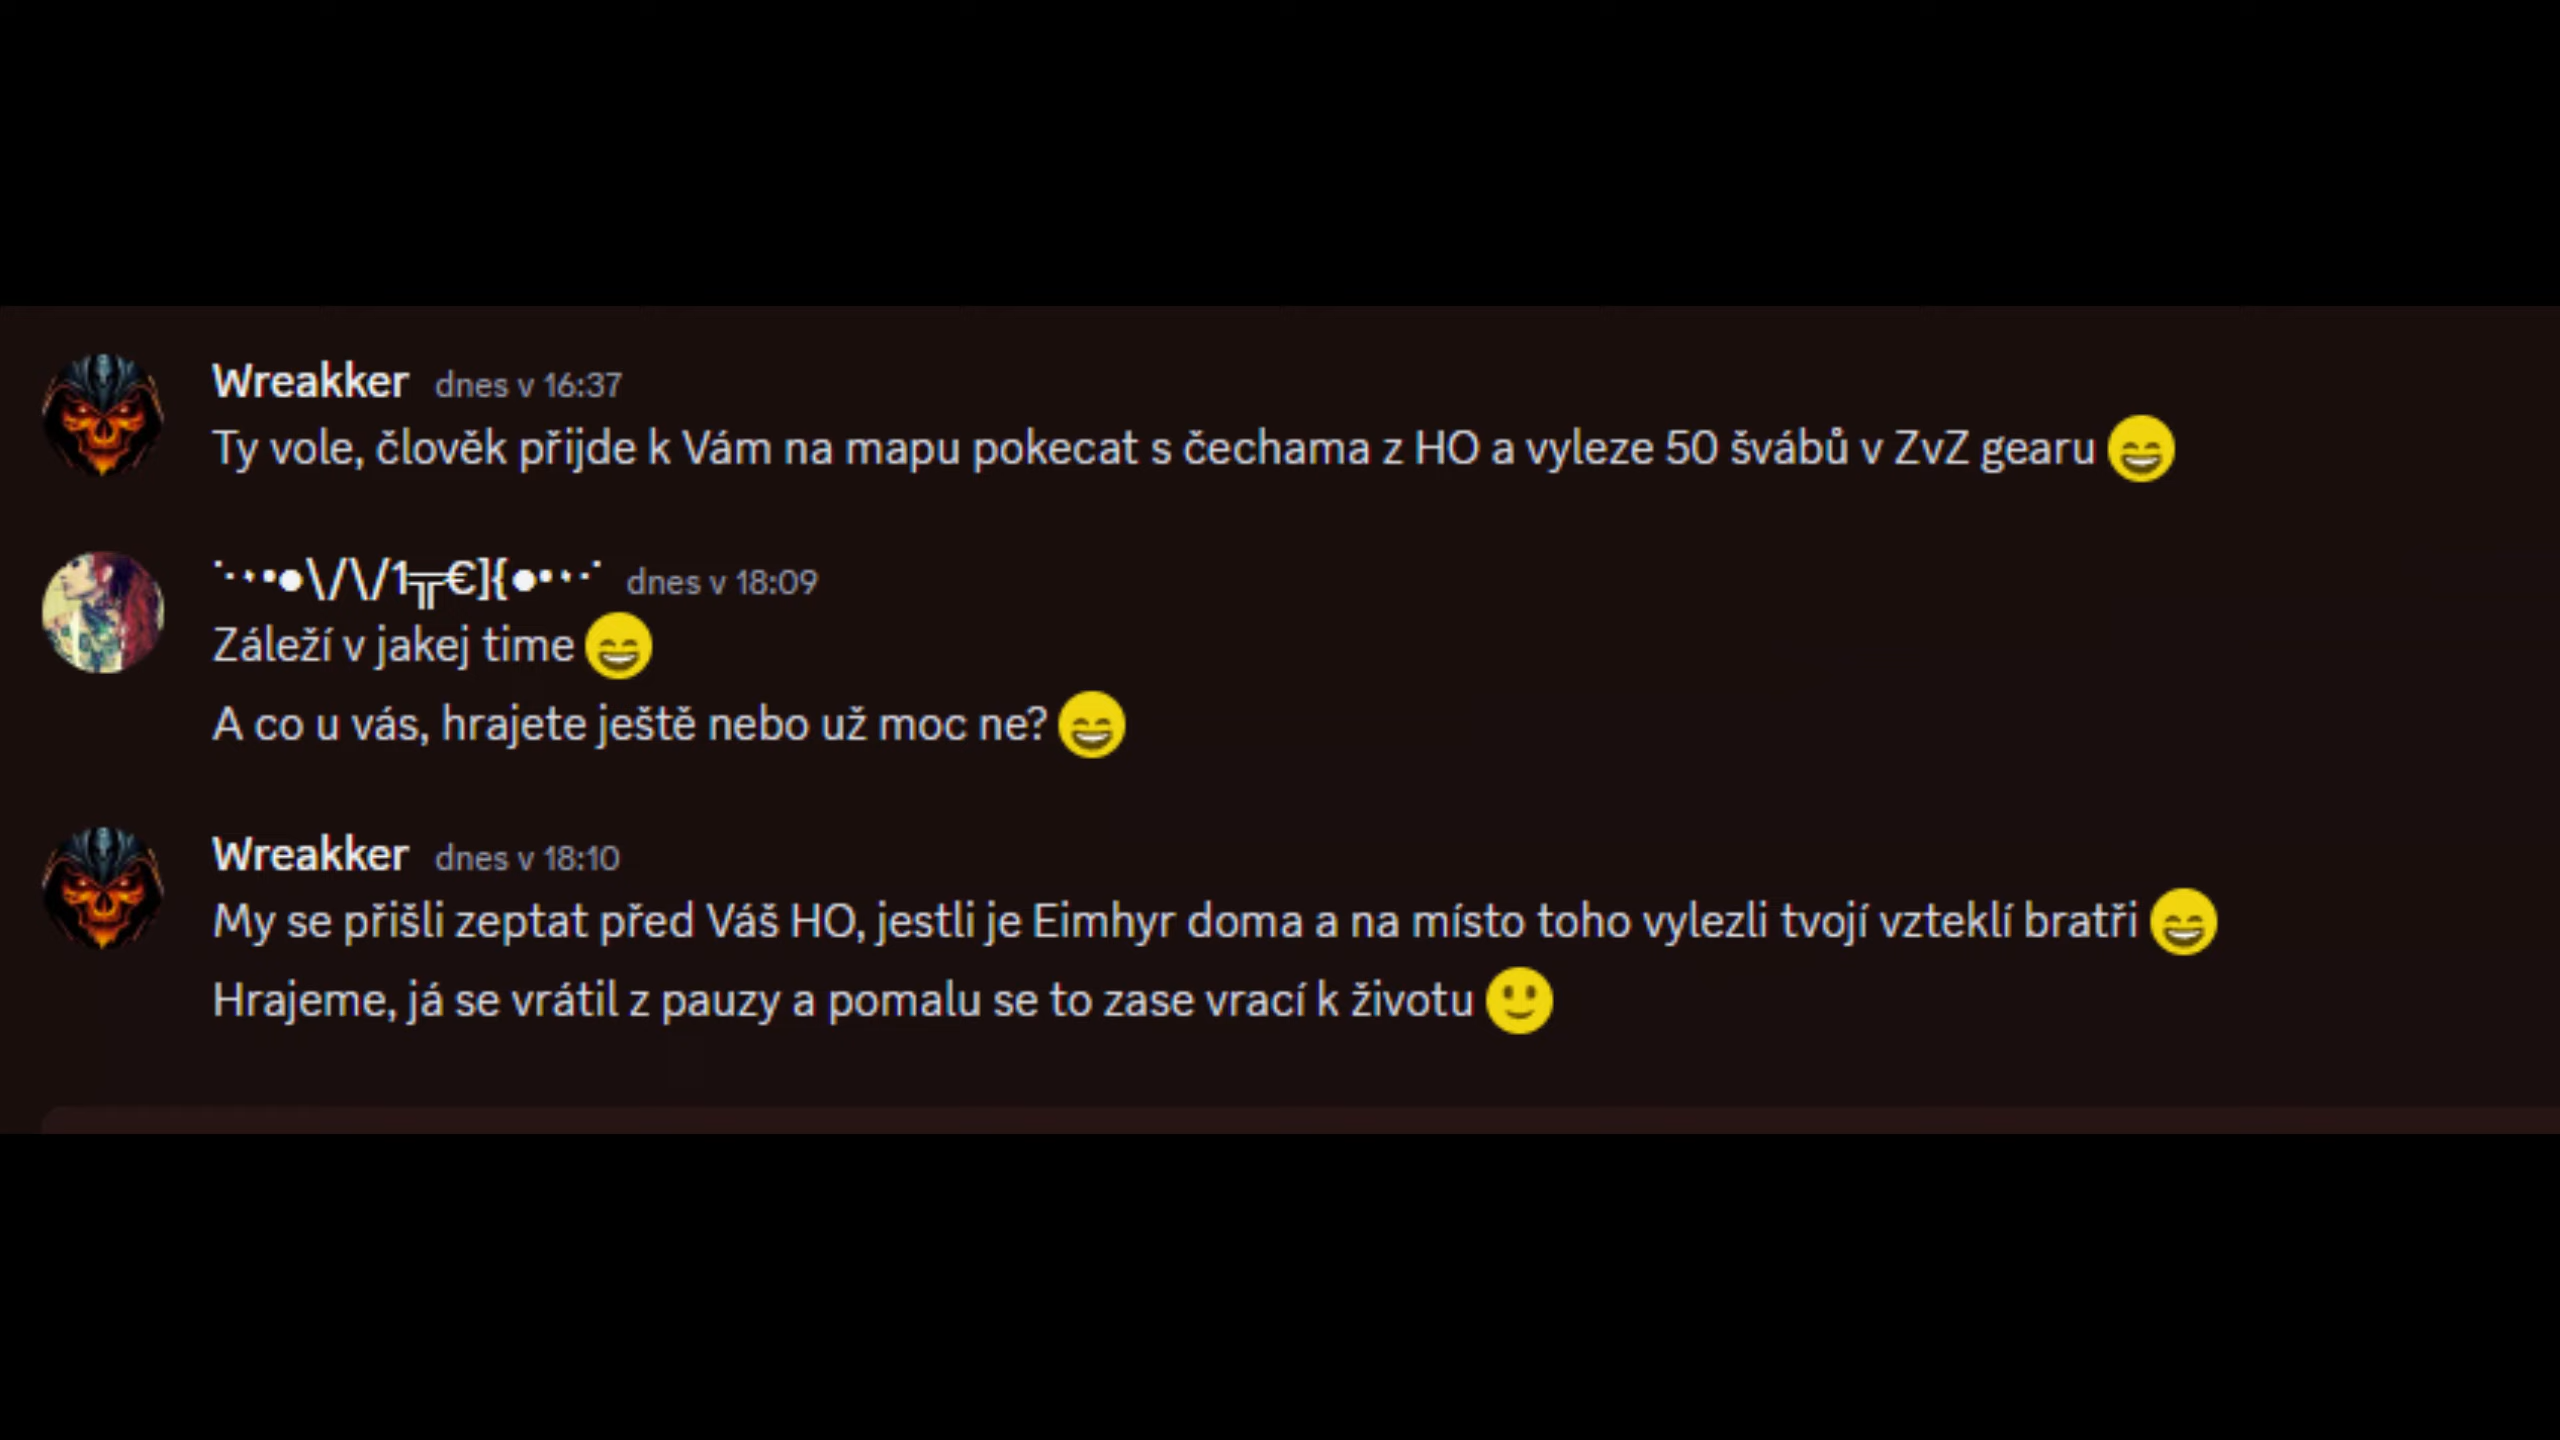 Wreakker dnes v 16:37
Ty vole, člověk přijde k Vám na mapu pokecat s čechama z HO a vyleze 50 švábů v ZvZ gearu 😄
˙·٠•●\/\/1╦€]{●•٠·˙ dnes v 18:09
Záleží v jakej time 😄
A co u vás, hrajete ještě nebo už moc ne? 😄
Wreakker dnes v 18:10
My se přišli zeptat před Váš HO, jestli je Eimhyr doma a na místo toho vylezli tvojí vzteklí bratři 😄
Hrajeme, já se vrátil z pauzy a pomalu se to zase vrací k životu 🙂